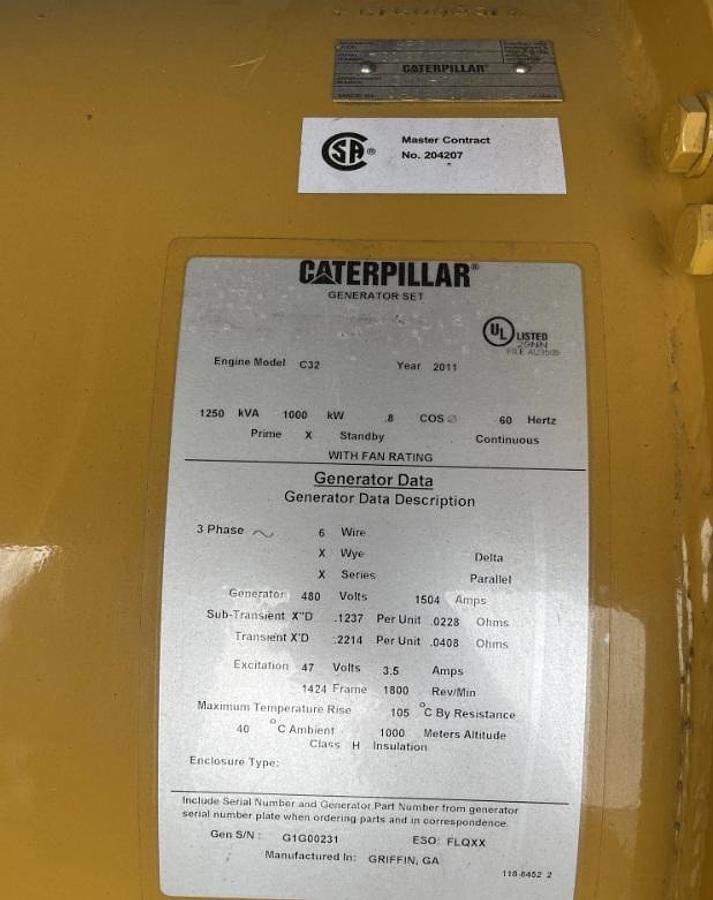 CATERPILLAR®
CSA® Master Contract
No. 204207
CATERPILLAR®
GENERATOR SET
UL LISTED
Engine Model C32 Year 2011
1250 kVA 1000 kW .8 COS Ø 60 Hertz
Prime X Standby Continuous
WITH FAN RATING
Generator Data
Generator Data Description
3 Phase ~ 6 Wire
X Wye Delta
X Series Parallel
Generator 480 Volts 1504 Amps
Sub-Transient X"D .1237 Per Unit .0228 Ohms
Transient X'D .2214 Per Unit .0408 Ohms
Excitation 47 Volts 3.5 Amps
1424 Frame 1800 Rev/Min
Maximum Temperature Rise 105 °C By Resistance
40 °C Ambient 1000 Meters Altitude
Class H Insulation
Enclosure Type:
Include Serial Number and Generator Part Number from generator
serial number plate when ordering parts and in correspondence.
Gen S/N : G1G00231 ESO: FLQXX
Manufactured In: GRIFFIN, GA
118-8452 2